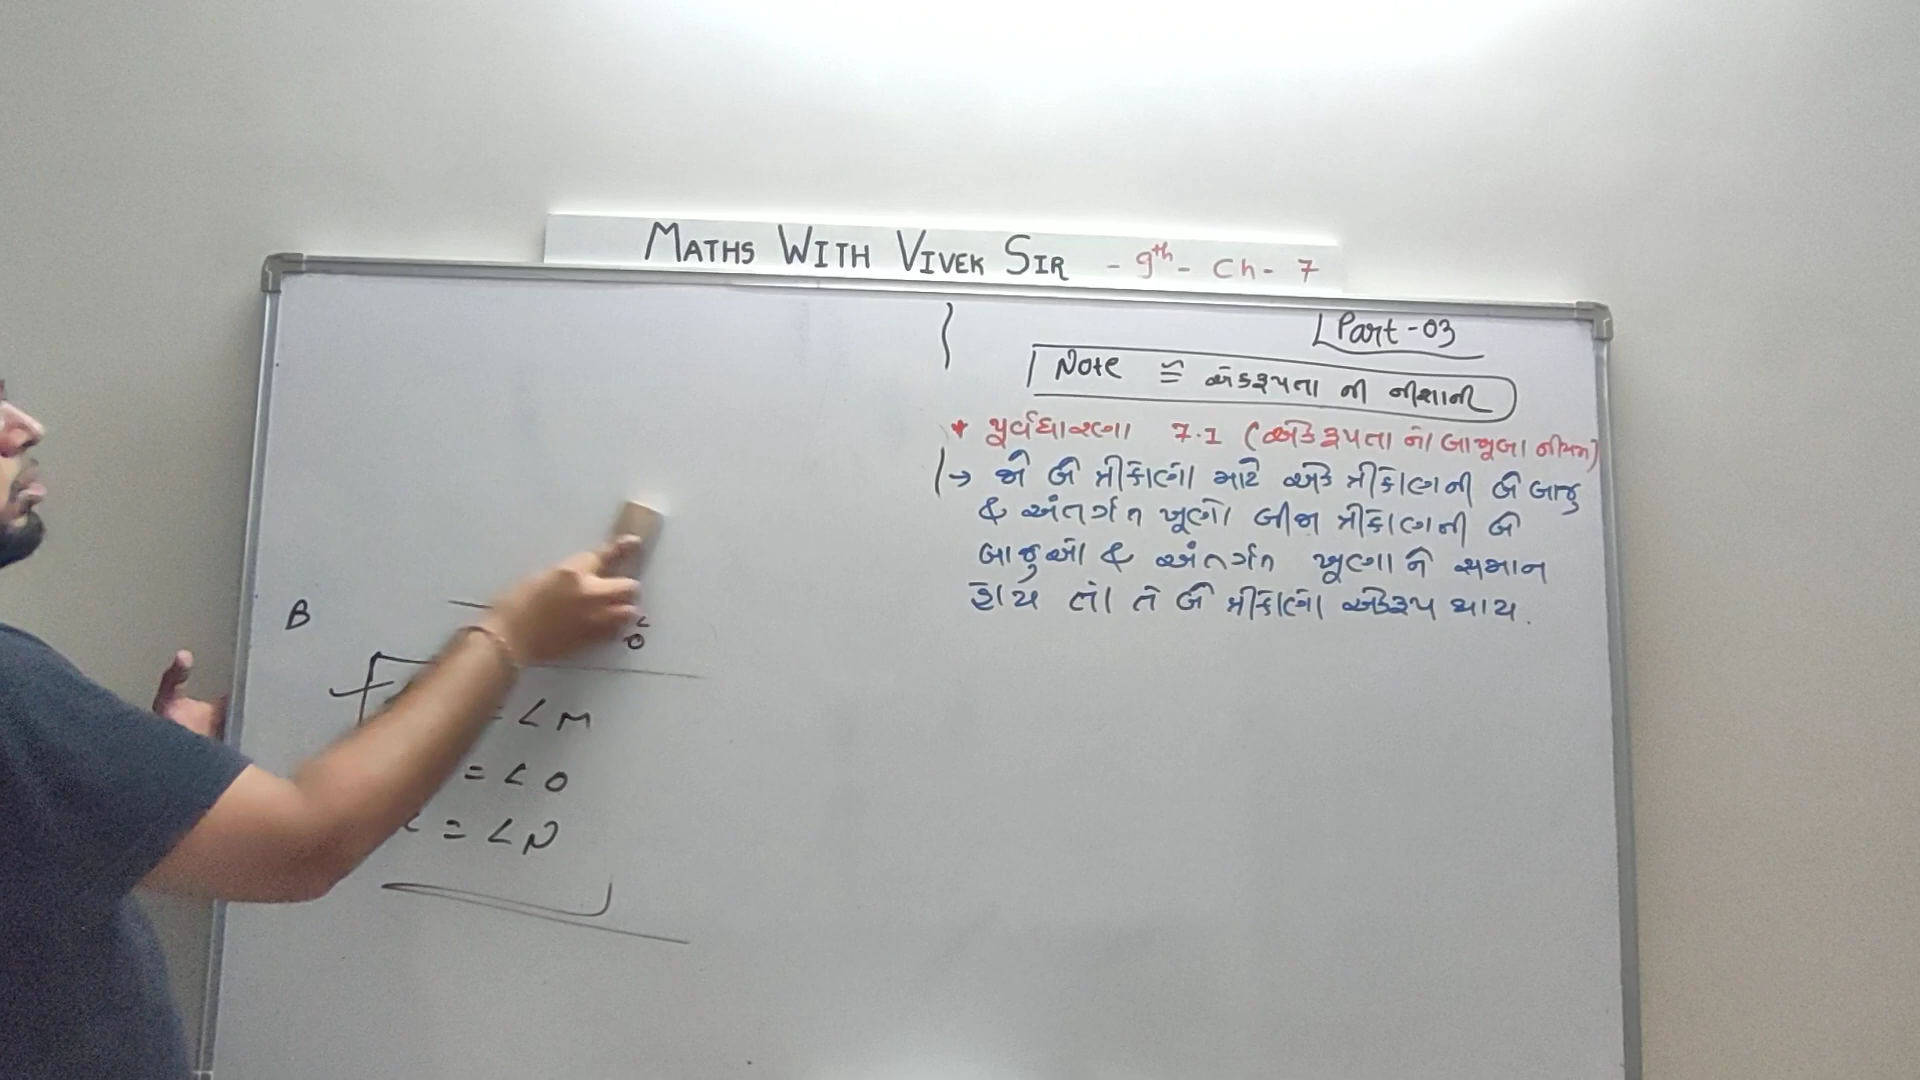 MATHS WITH VIVEK SIR - 9th - Ch - 7
Part-03
Note ≅ એકરૂપતા ની નીશાની
* પૂર્વધારણા 7.1 (એકરૂપતા નો બાખૂબા નીયમ)
→ જો બે ત્રીકોણો માટે એક ત્રીકોણની બે બાજુ
& અંતર્ગત ખૂણો બીજા ત્રીકોણની બે
બાજુઓ & અંતર્ગત ખૂણાને સમાન
હોય તો તે બે ત્રીકોણો એકરૂપ થાય.
B
O
= ∠M
= ∠O
= ∠N